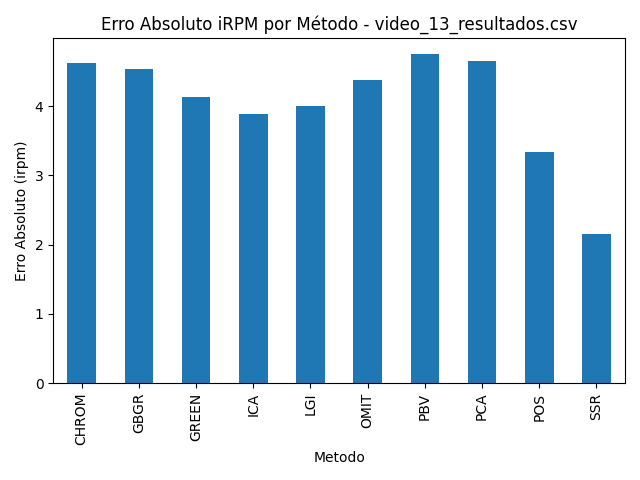 Erro Absoluto iRPM por Método - video_13_resultados.csv
Erro Absoluto (irpm)
4
3
2
1
0
CHROM
GBGR
GREEN
ICA
LGI
OMIT
PBV
PCA
POS
SSR
Metodo